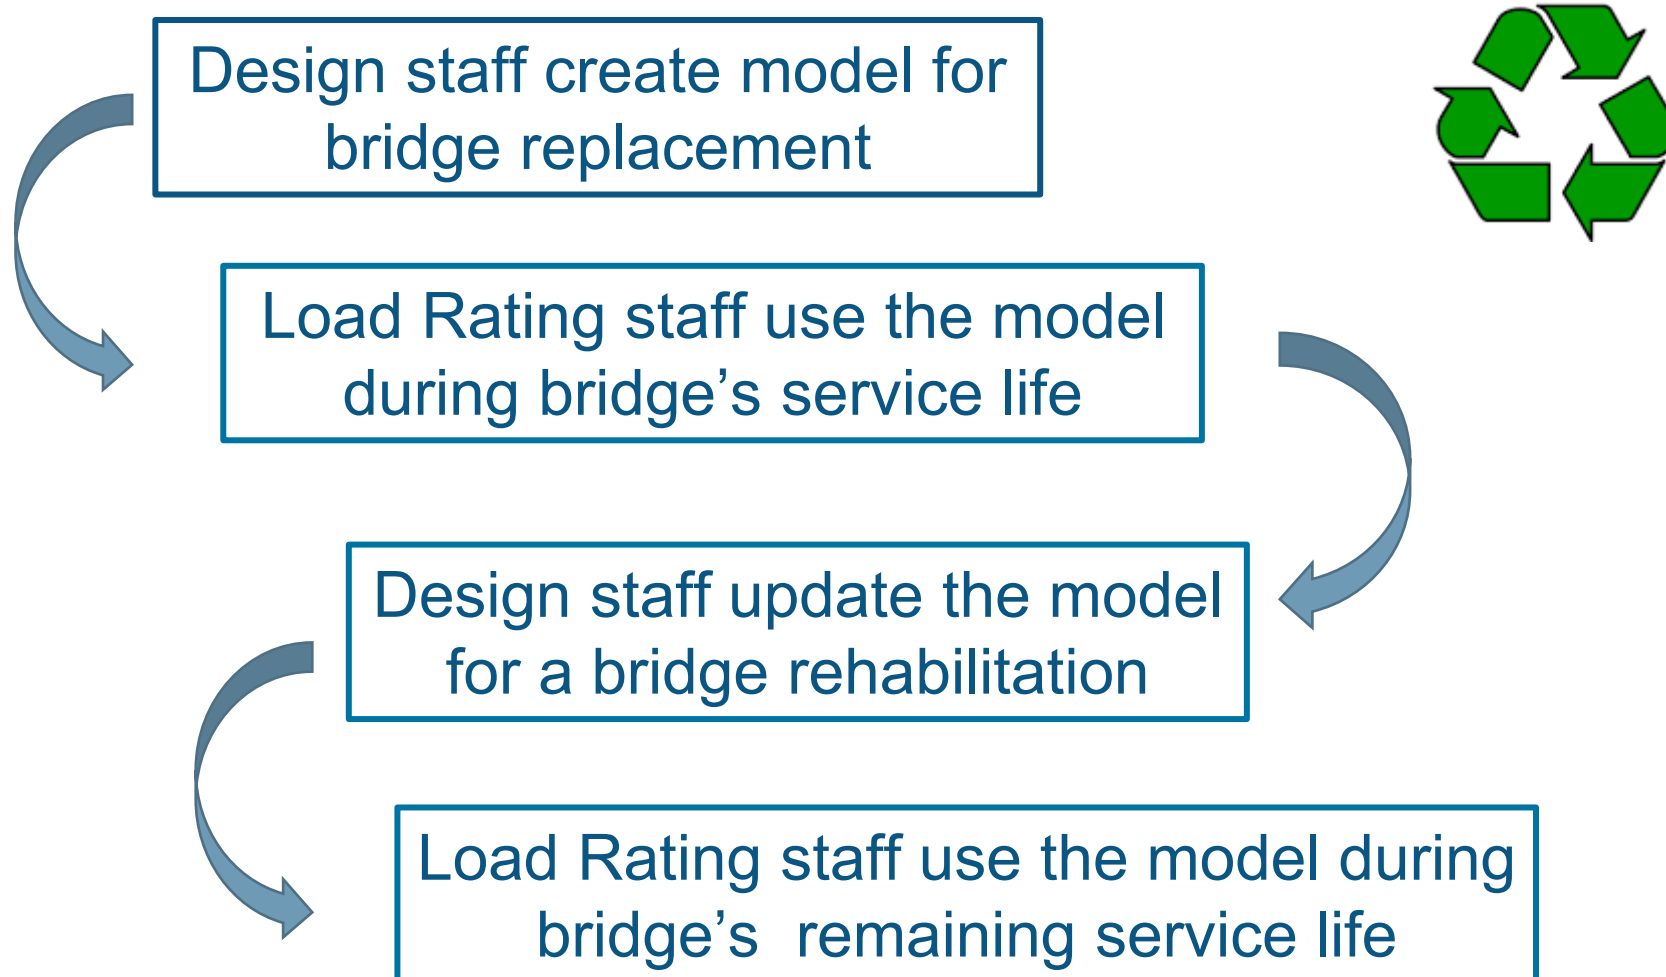 Design staff create model for
bridge replacement
Load Rating staff use the model
during bridge’s service life
Design staff update the model
for a bridge rehabilitation
Load Rating staff use the model during
bridge’s  remaining service life